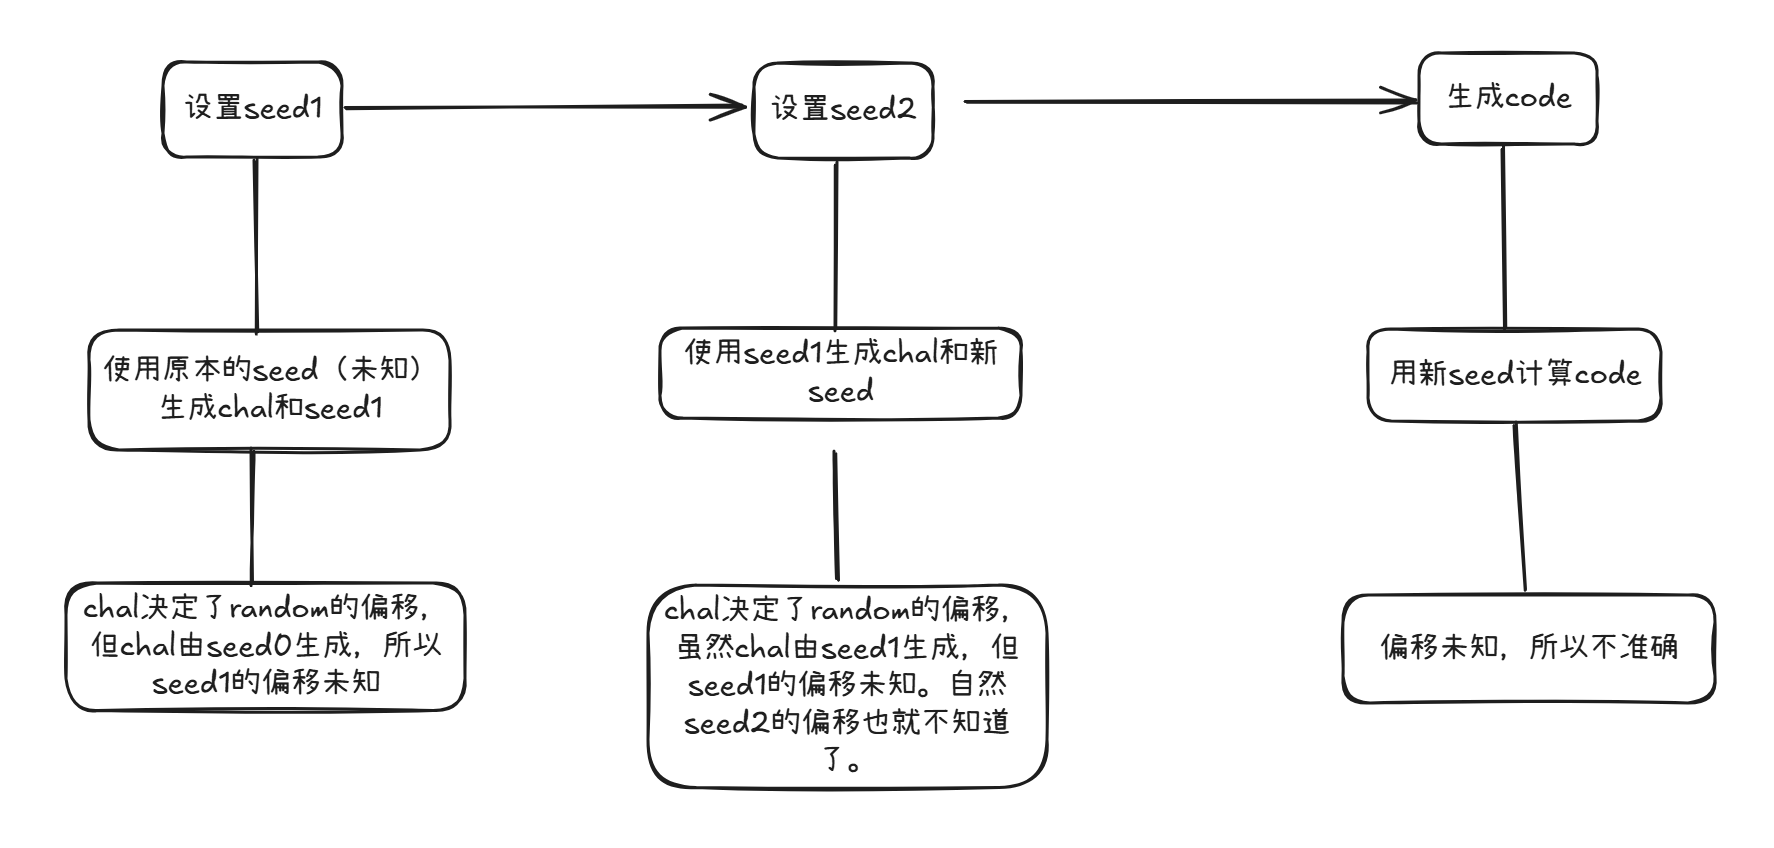 设置seed1
设置seed2
生成code
使用原本的seed（未知）
生成chal和seed1
使用seed1生成chal和新
seed
用新seed计算code
chal决定了random的偏移，
但chal由seed0生成，所以
seed1的偏移未知
chal决定了random的偏移，
虽然chal由seed1生成，但
seed1的偏移未知。自然
seed2的偏移也就不知道
了。
偏移未知，所以不准确